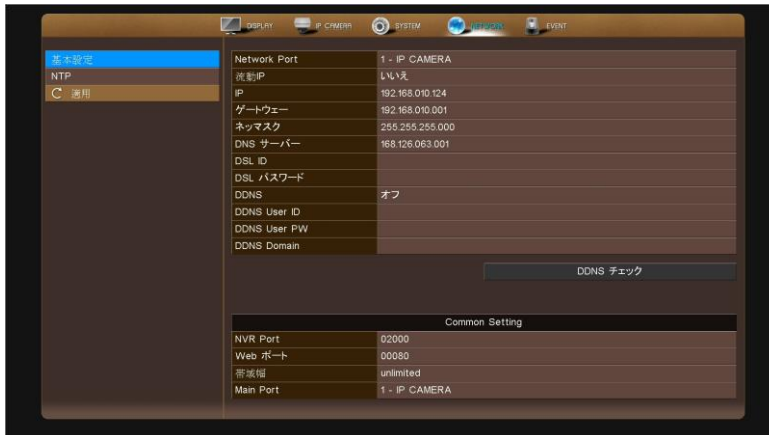 DISPLAY IP CAMERA SYSTEM NETWORK EVENT
基本設定
NTP
適用
Network Port 1 - IP CAMERA
流動IP いいえ
IP 192.168.010.124
ゲートウェー 192.168.010.001
ネッマスク 255.255.255.000
DNS サーバー 168.126.063.001
DSL ID
DSL パスワード
DDNS オフ
DDNS User ID
DDNS User PW
DDNS Domain
DDNS チェック
Common Setting
NVR Port 02000
Web ポート 00080
帯域幅 unlimited
Main Port 1 - IP CAMERA